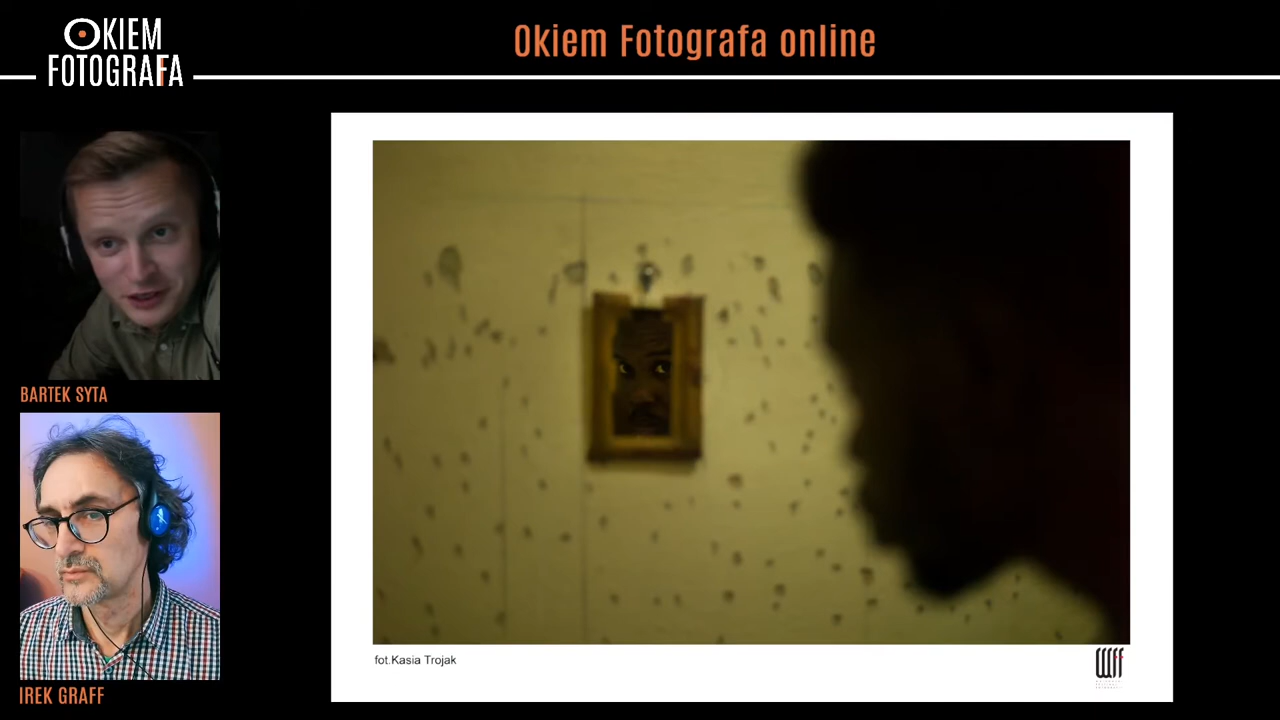 OKIEM
FOTOGRAFA
Okiem Fotografa online
BARTEK SYTA
IREK GRAFF
fot.Kasia Trojak